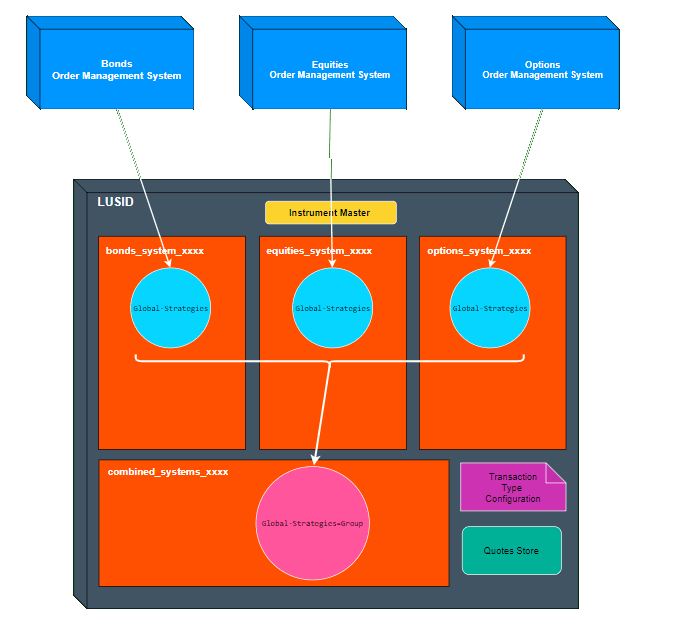 Bonds
Order Management System
Equities
Order Management System
Options
Order Management System
LUSID
Instrument Master
bonds_system_xxxx
equities_system_xxxx
options_system_xxxx
Global-Strategies
Global-Strategies
Global-Strategies
combined_systems_xxxx
Global-Strategies=Group
Transaction
Type
Configuration
Quotes Store